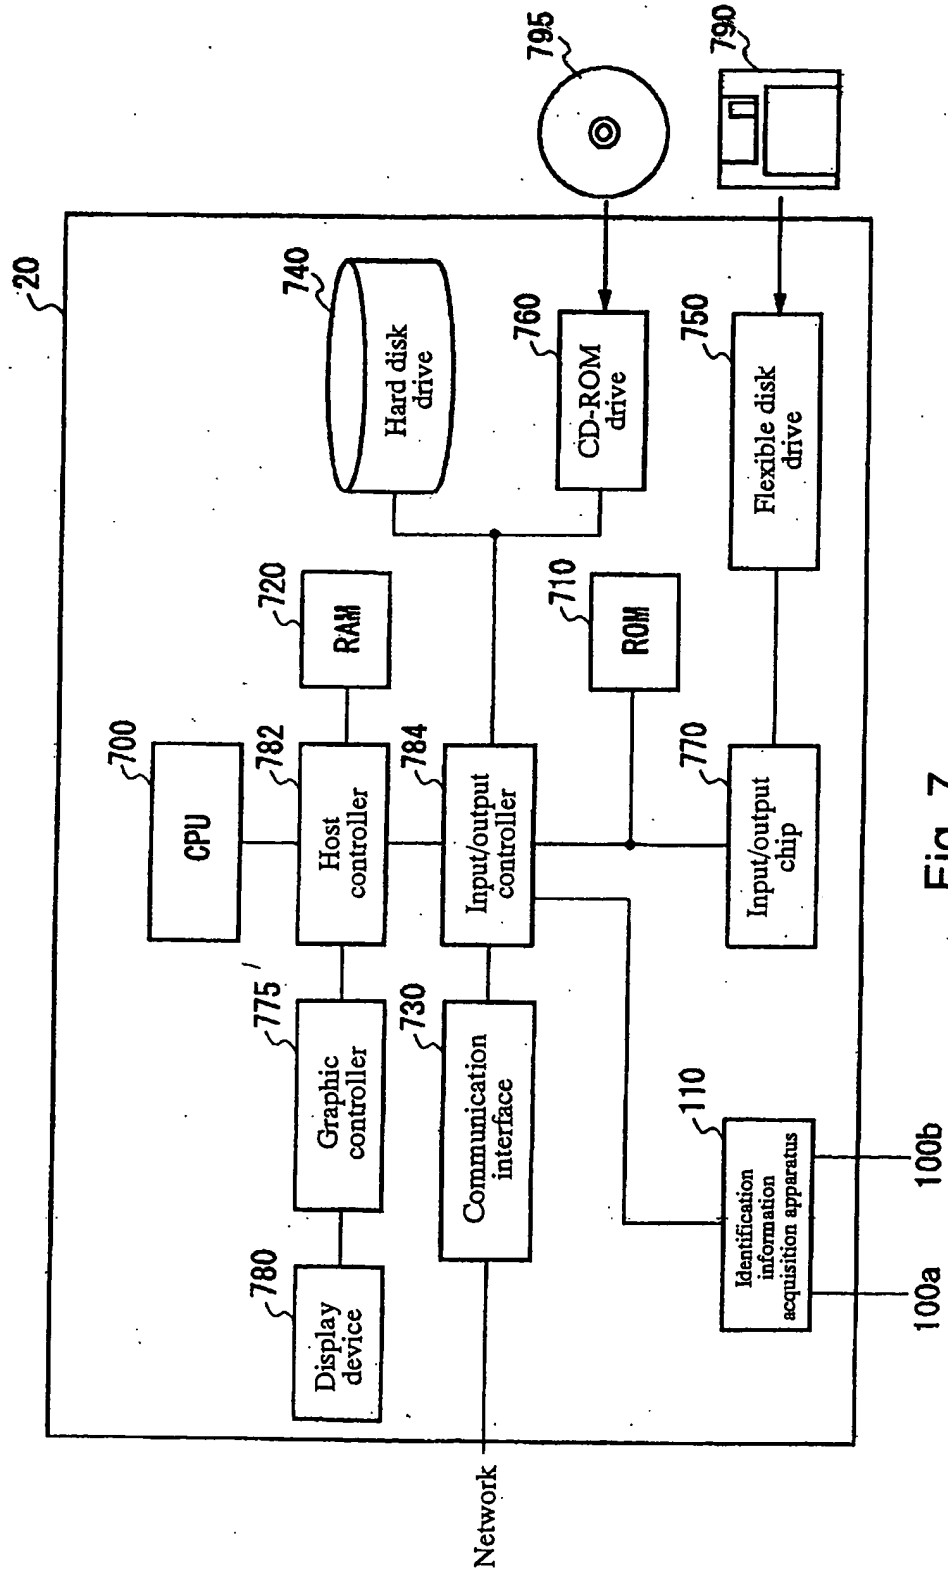 20
700
CPU
780
Display
device
775
Graphic
controller
782
Host
controller
720
RAM
740
Hard disk
drive
795
Network
730
Communication
interface
784
Input/output
controller
760
CD-ROM
drive
710
ROM
790
110
Identification
information
acquisition apparatus
770
Input/output
chip
750
Flexible disk
drive
100a
100b
Fig. 7